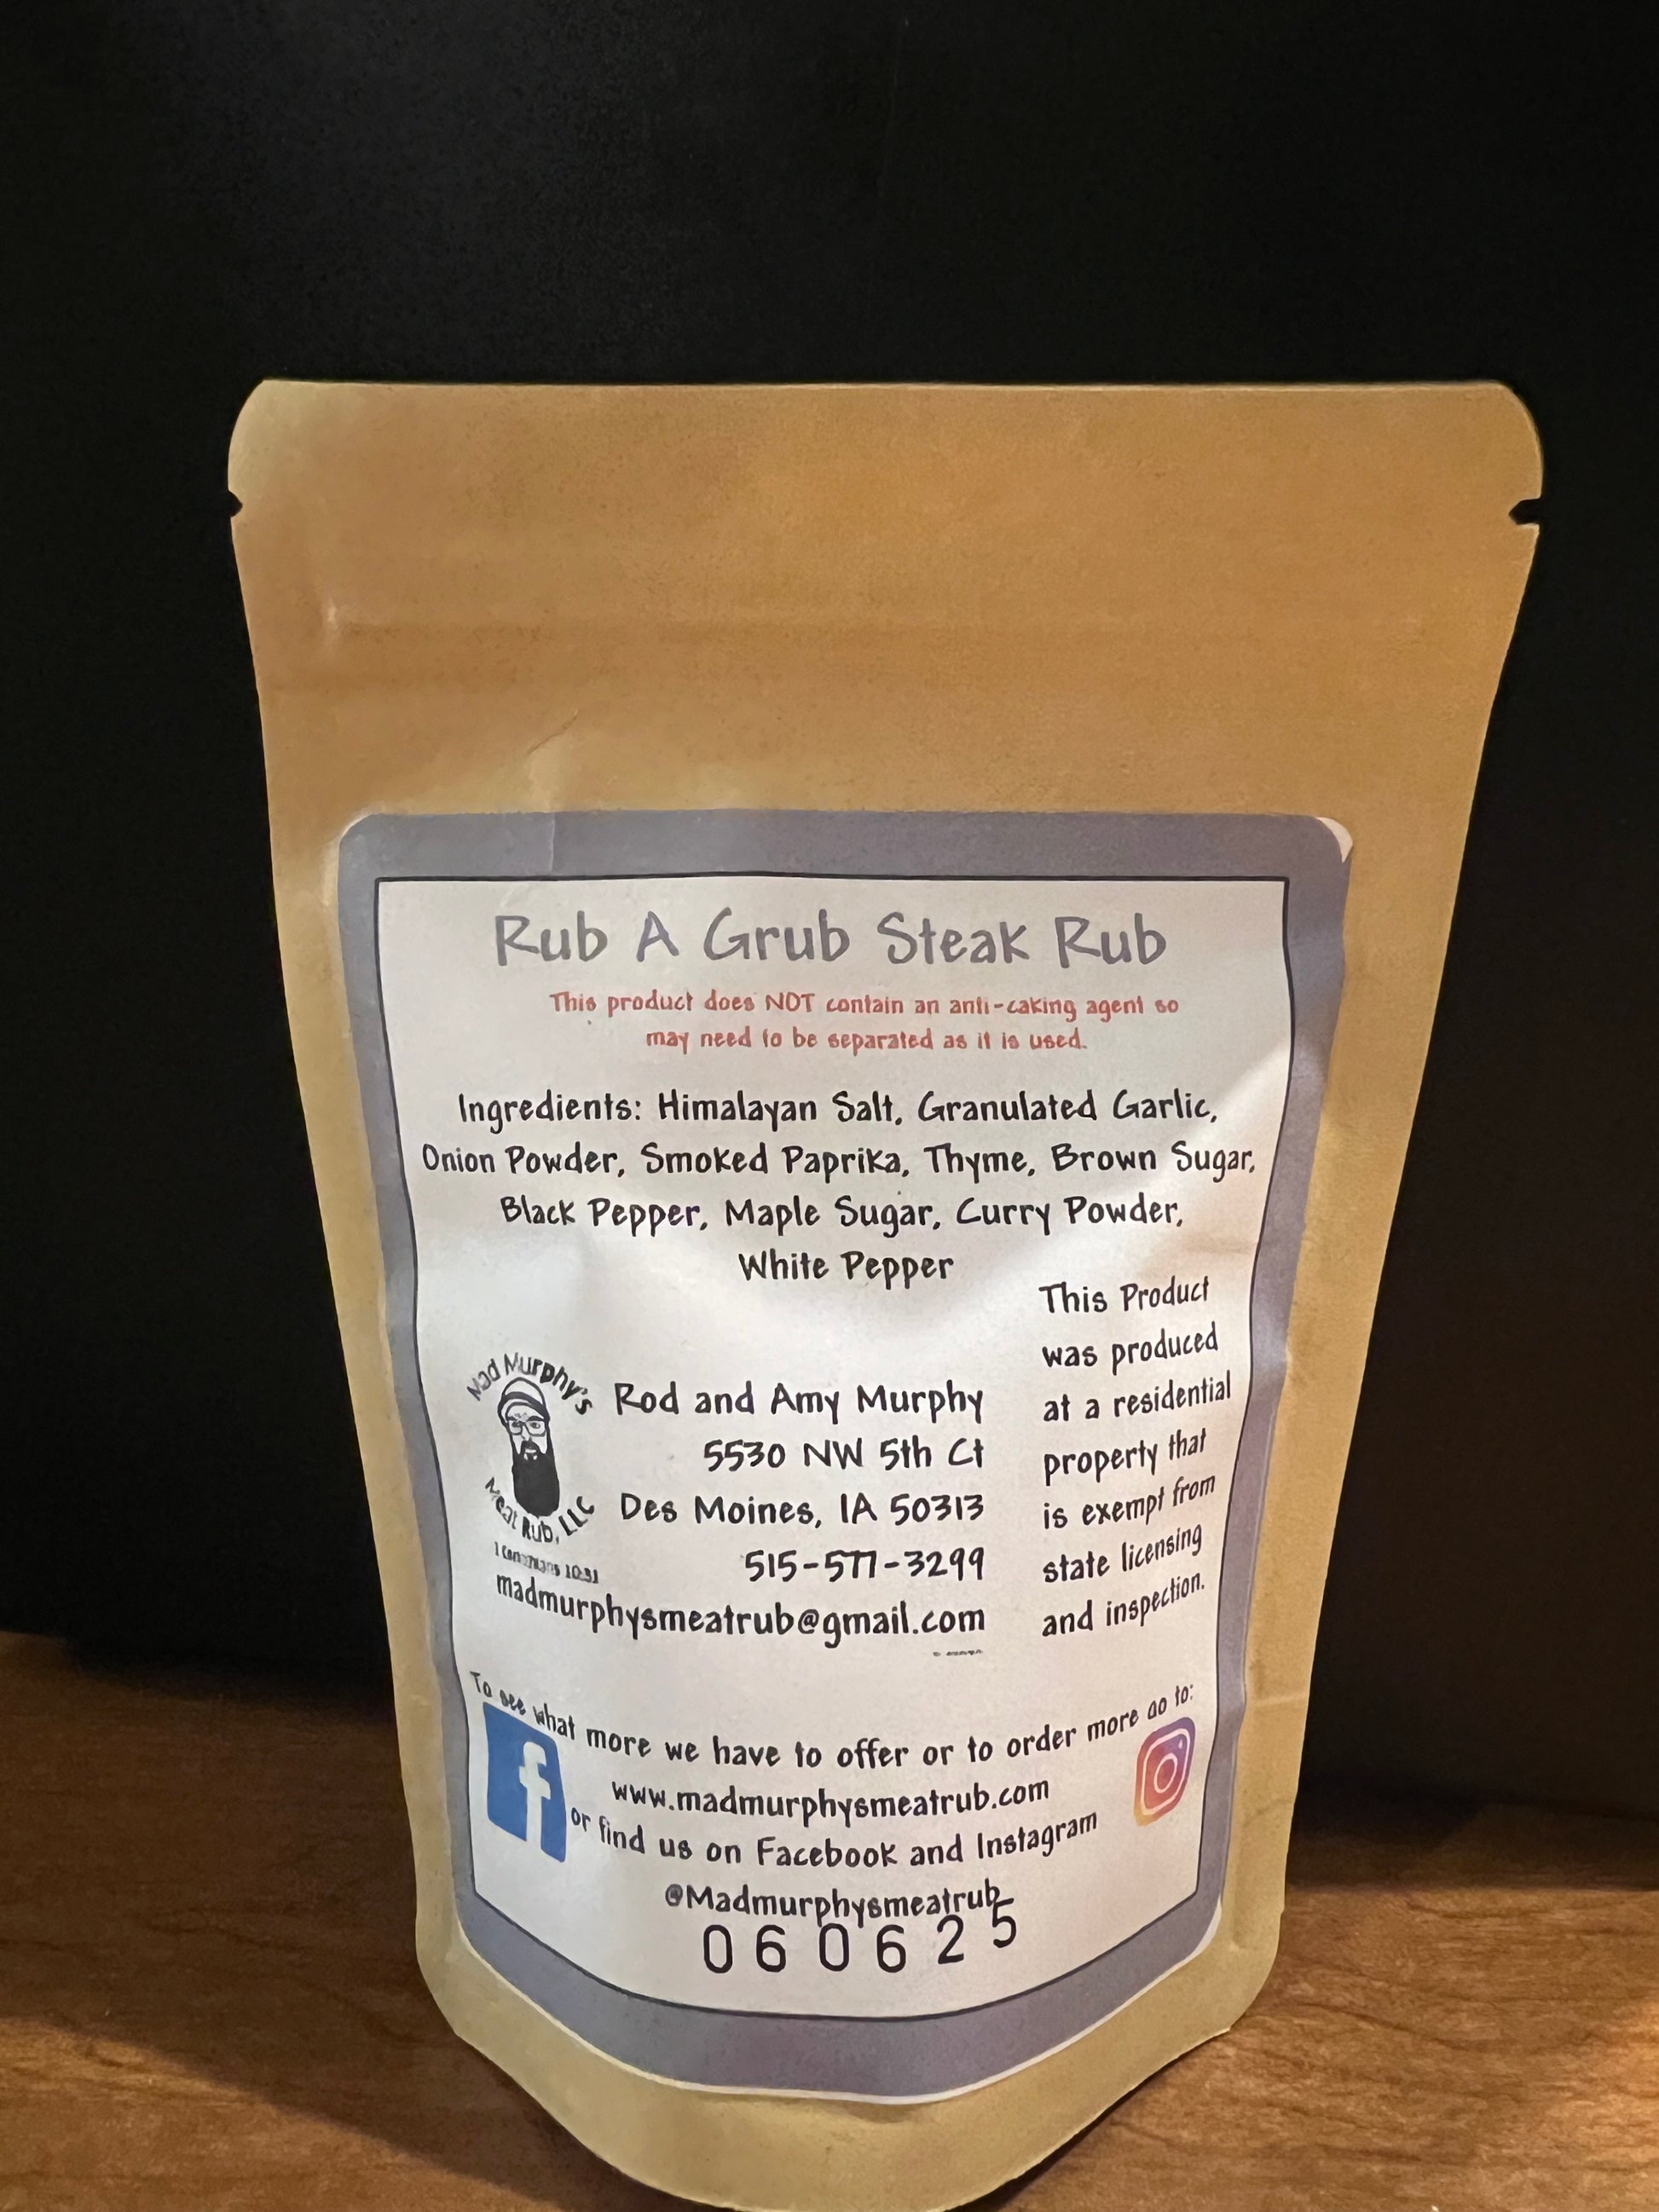 Rub A Grub Steak Rub
This product does NOT contain an anti-caking agent so
may need to be separated as it is used.
Ingredients: Himalayan Salt, Granulated Garlic,
Onion Powder, Smoked Paprika, Thyme, Brown Sugar,
Black Pepper, Maple Sugar, Curry Powder,
White Pepper
Mad Murphy's
Meat Rub, LLC
1 Corinthians 10:31
Rod and Amy Murphy
5530 NW 5th Ct
Des Moines, IA 50313
515-577-3299
madmurphysmeatrub@gmail.com
This Product
was produced
at a residential
property that
is exempt from
state licensing
and inspection.
To see what more we have to offer or to order more go to:
www.madmurphysmeatrub.com
or find us on Facebook and Instagram
@Madmurphysmeatrub
060625